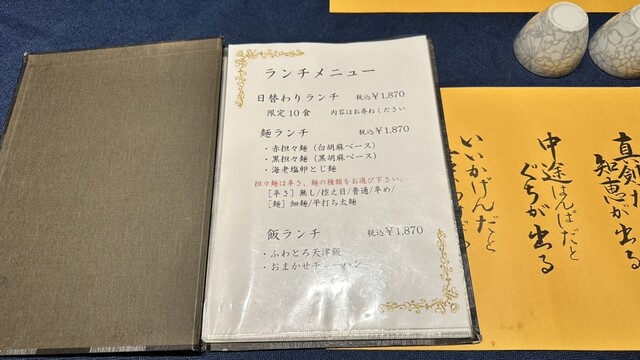 ランチメニュー
日替わりランチ 税込¥1,870
限定10食 内容はお尋ねください
麺ランチ 税込¥1,870
・赤担々麺（白胡麻ベース）
・黒担々麺（黒胡麻ベース）
・海老塩卵とじ麺
担々麺は辛さ、麺の種類をお選び下さい。
［辛さ］無し/控え目/普通/辛め/
［麺］細麺/平打ち太麺
飯ランチ 税込¥1,870
・ふわとろ天津飯
・おまかせチャーハン
真剣だ
知恵が出る
中途はんぱだと
ぐちが出る
いいかげんだと